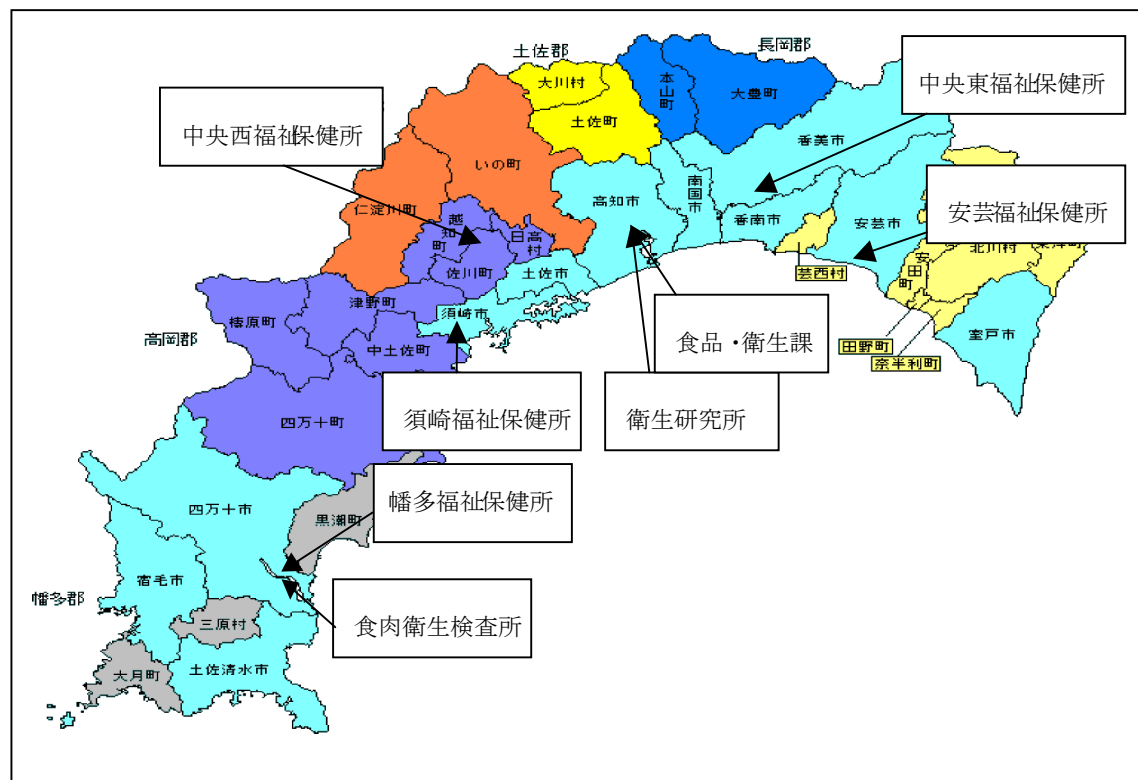 土佐郡
長岡郡
大川村
本山町
大豊町
中央東福祉保健所
土佐町
中央西福祉保健所
香美市
いの町
南国市
高知市
仁淀川町
安芸福祉保健所
越知町
日高村
香南市
安芸市
北川村
佐川町
土佐市
芸西村
安田町
津野町
須崎市
梼原町
高岡郡
中土佐町
食品・衛生課
田野町
奈半利町
室戸市
四万十町
須崎福祉保健所
衛生研究所
幡多福祉保健所
四万十市
黒潮町
宿毛市
幡多郡
三原村
食肉衛生検査所
大月町
土佐清水市